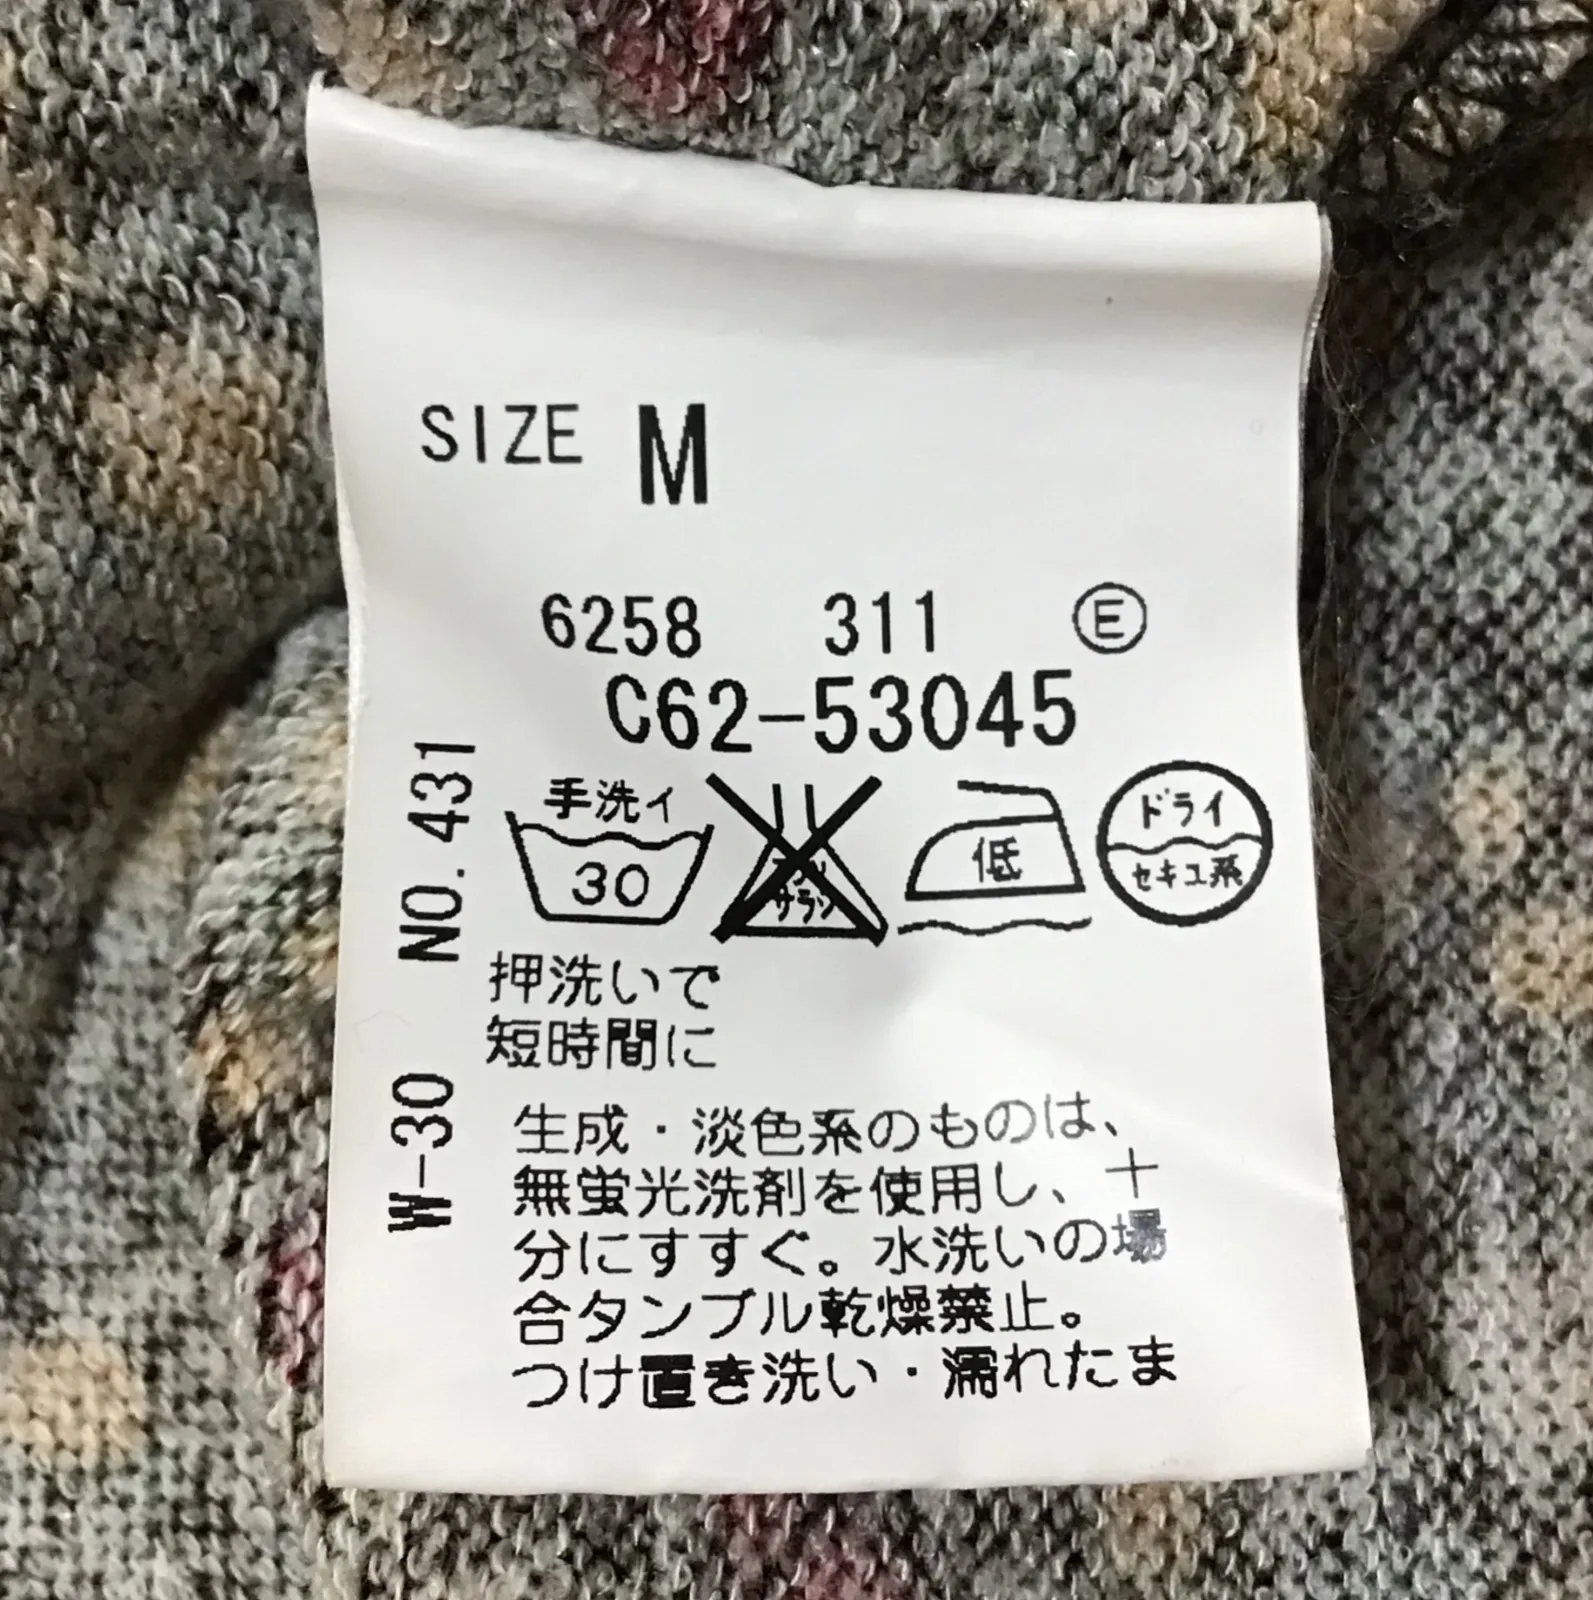 SIZE M
6258 311 Ⓔ
C62-53045
手洗イ
30
サラシ
低
ドライ
セキユ系
押洗いで
短時間に
生成・淡色系のものは、
無蛍光洗剤を使用し、十
分にすすぐ。水洗いの場
合タンブル乾燥禁止。
つけ置き洗い・濡れたま
W-30 NO.431